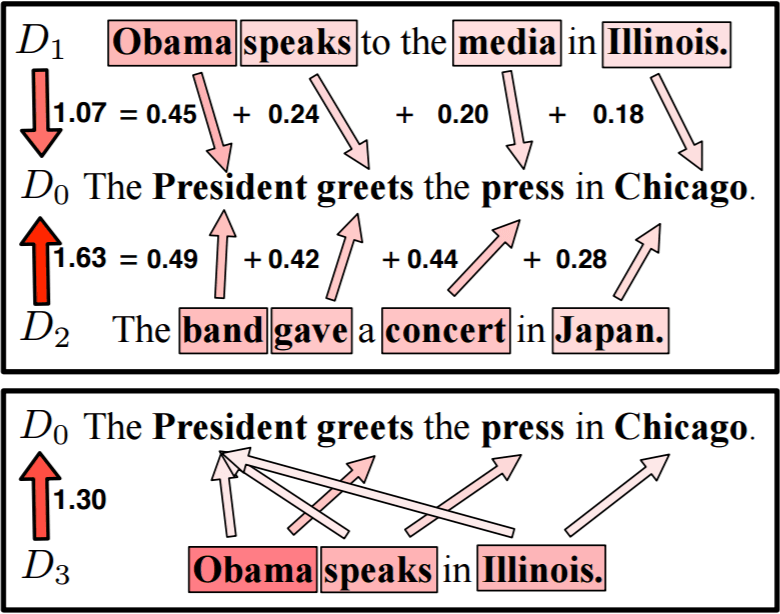 D₁ Obama speaks to the media in Illinois.
1.07 = 0.45 + 0.24 + 0.20 + 0.18
D₀ The President greets the press in Chicago.
1.63 = 0.49 + 0.42 + 0.44 + 0.28
D₂ The band gave a concert in Japan.
D₀ The President greets the press in Chicago.
1.30
D₃ Obama speaks in Illinois.